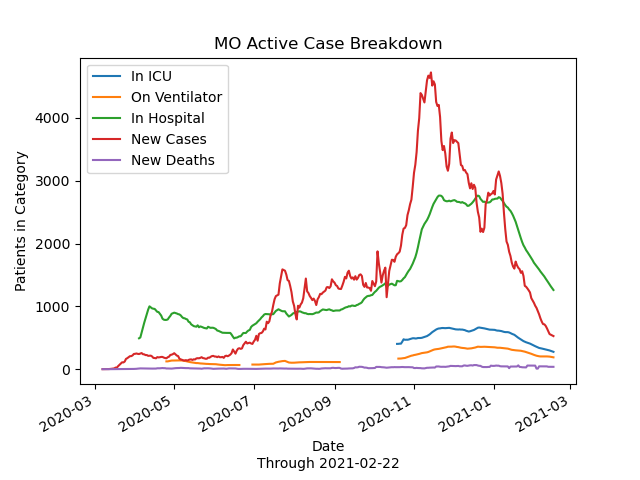 MO Active Case Breakdown
In ICU
On Ventilator
In Hospital
New Cases
New Deaths
Patients in Category
4000
3000
2000
1000
0
2020-03
2020-05
2020-07
2020-09
2020-11
2021-01
2021-03
Date
Through 2021-02-22